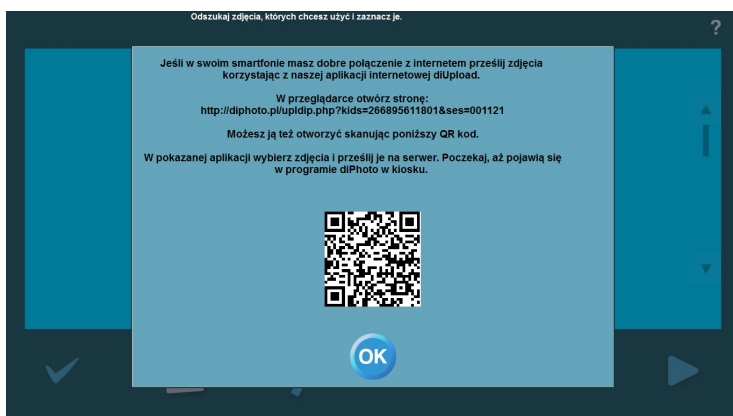 Odszukaj zdjęcia, których chcesz użyć i zaznacz je.
?
Jeśli w swoim smartfonie masz dobre połączenie z internetem prześlij zdjęcia
korzystając z naszej aplikacji internetowej diUpload.
W przeglądarce otwórz stronę:
http://diphoto.pl/upldip.php?kids=266895611801&ses=001121
Możesz ją też otworzyć skanując poniższy QR kod.
W pokazanej aplikacji wybierz zdjęcia i prześlij je na serwer. Poczekaj, aż pojawią się
w programie diPhoto w kiosku.
OK